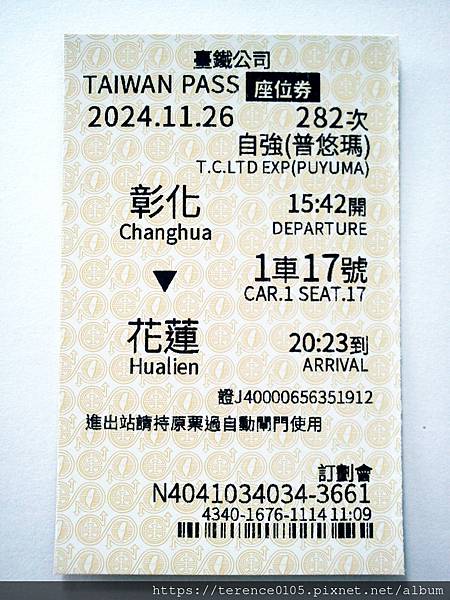 臺鐵公司
TAIWAN PASS 座位券
2024.11.26 282次
自強(普悠瑪)
T.C.LTD EXP(PUYUMA)
彰化 15:42開
Changhua DEPARTURE
1車17號
CAR.1 SEAT.17
花蓮 20:23到
Hualien ARRIVAL
證J40000656351912
進出站請持原票過自動閘門使用
訂劃會
N4041034034-3661
4340-1676-1114 11:09
https://terence0105.pixnet.net/album